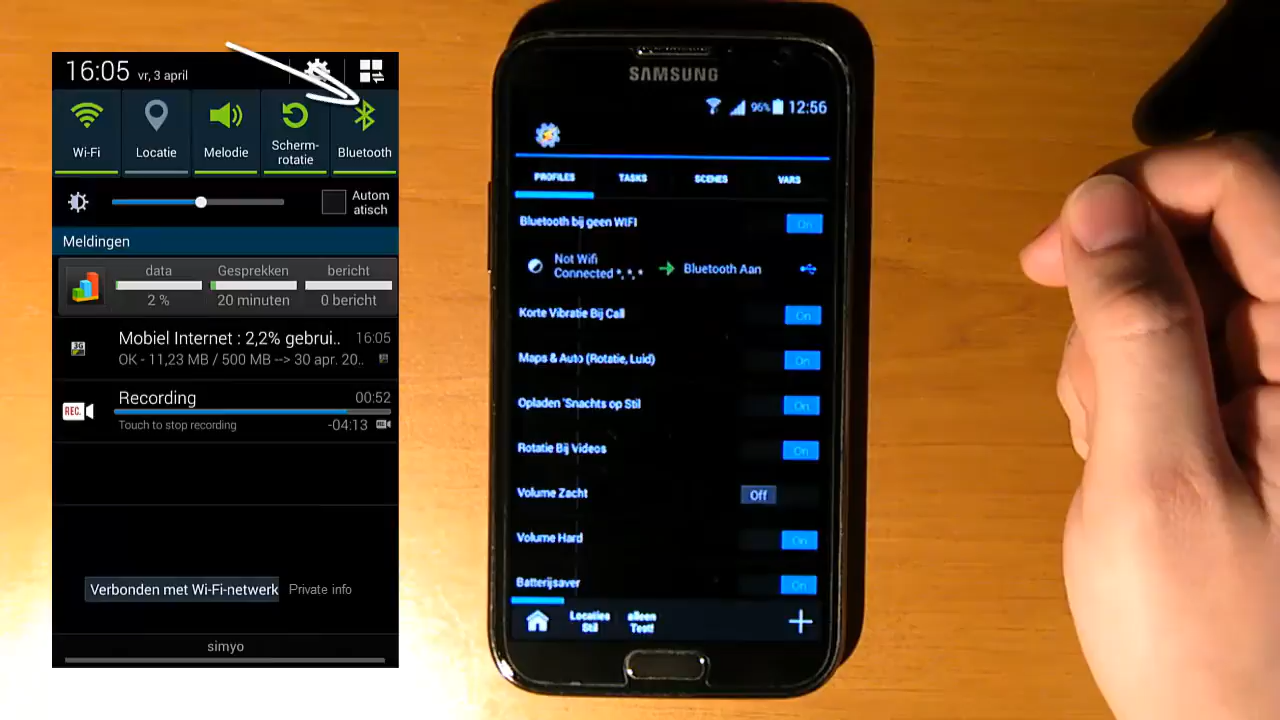 16:05 vr, 3 april
Wi-Fi
Locatie
Melodie
Scherm-
rotatie
Bluetooth
Autom
atisch
Meldingen
data
Gesprekken
bericht
2 %
20 minuten
0 bericht
3G
Mobiel Internet : 2,2% gebrui..
16:05
OK - 11,23 MB / 500 MB --> 30 apr. 20..
REC.
Recording
00:52
Touch to stop recording
-04:13
Verbonden met Wi-Fi-netwerk
Private info
simyo
SAMSUNG
96% 12:56
PROFILES
TASKS
SCENES
VARS
Bluetooth bij geen WIFI
On
Not Wifi
Connected *,*,*
Bluetooth Aan
Korte Vibratie Bij Call
On
Maps & Auto (Rotatie, Luid)
On
Opladen 'Snachts op Stil
On
Rotatie Bij Videos
On
Volume Zacht
Off
Volume Hard
On
Batterijsaver
On
Locaties
Stil
alleen
Test!